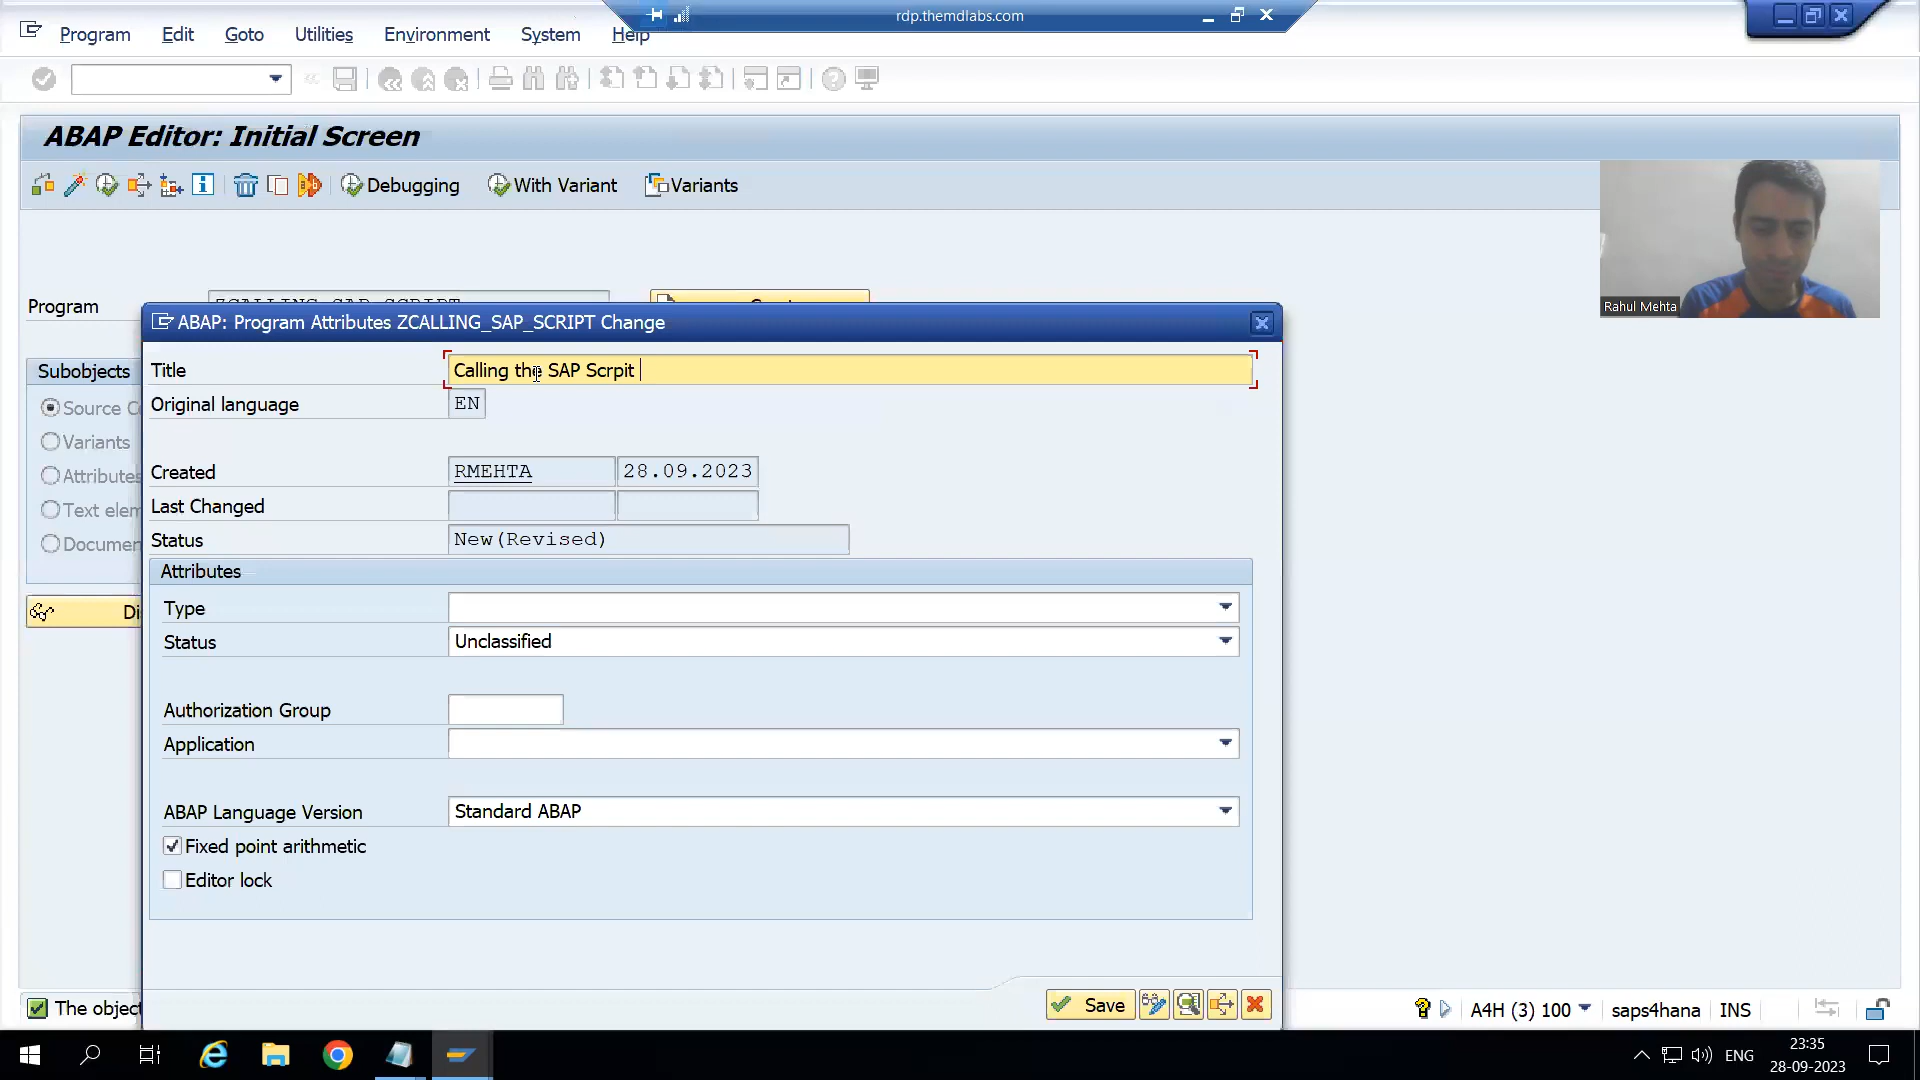 rdp.themdlabs.com
Program Edit Goto Utilities Environment System Help
ABAP Editor: Initial Screen
Debugging With Variant Variants
Rahul Mehta
Program ZCALLING_SAP_SCRIPT
ABAP: Program Attributes ZCALLING_SAP_SCRIPT Change
Subobjects
Title Calling the SAP Scrpit
Source C
Original language EN
Variants
Created RMEHTA 28.09.2023
Attributes
Last Changed
Text elem
Status New(Revised)
Documen
Attributes
Type
Di
Status Unclassified
Authorization Group
Application
ABAP Language Version Standard ABAP
Fixed point arithmetic
Editor lock
Save
The object
A4H (3) 100 saps4hana INS
ENG
23:35
28-09-2023